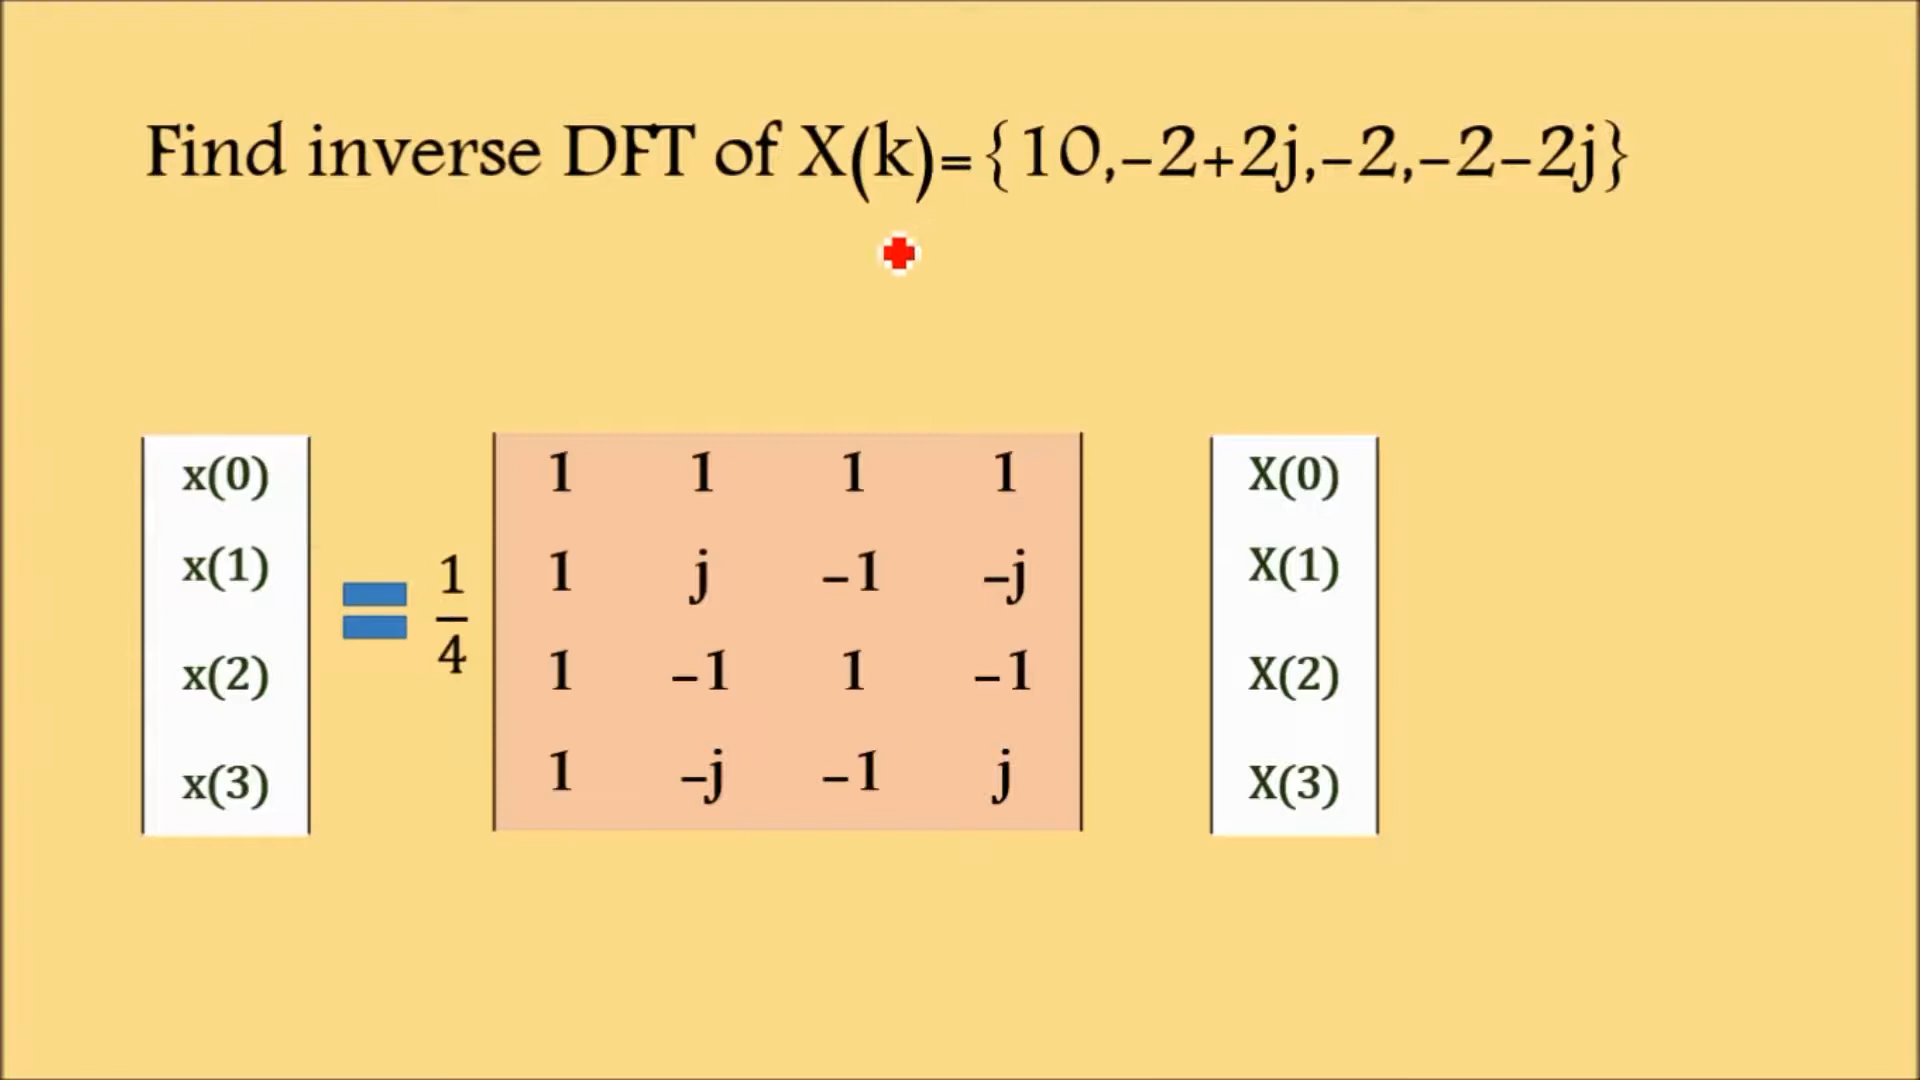 Find inverse DFT of X(k)={10,-2+2j,-2,-2-2j}
x(0) 1 1 1 1 X(0)
x(1) 1 j -1 -j X(1)
= 1/4
x(2) 1 -1 1 -1 X(2)
x(3) 1 -j -1 j X(3)